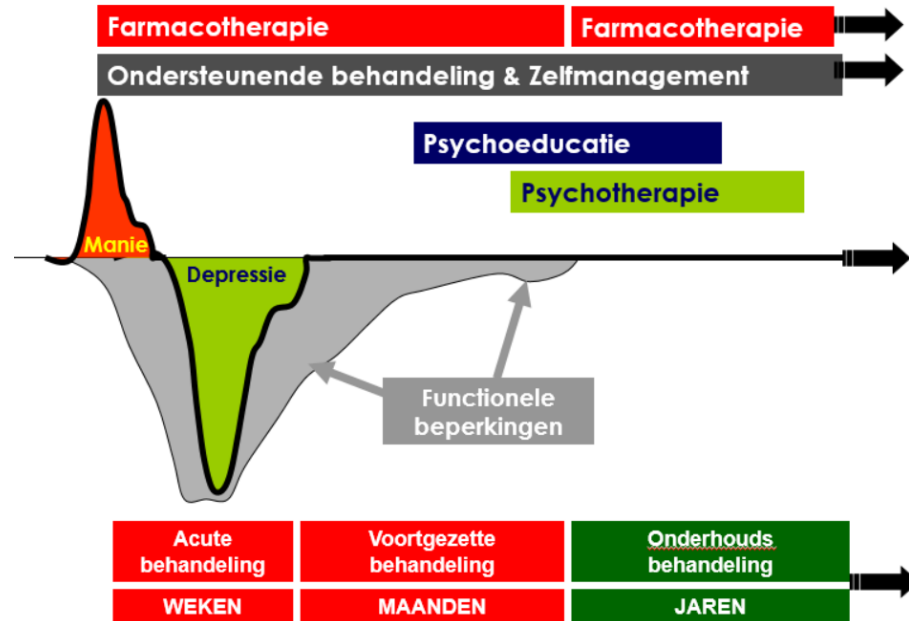 Farmacotherapie
Farmacotherapie
Ondersteunende behandeling & Zelfmanagement
Psychoeducatie
Psychotherapie
Manie
Depressie
Functionele
beperkingen
Acute
behandeling
Voortgezette
behandeling
Onderhouds
behandeling
WEKEN
MAANDEN
JAREN